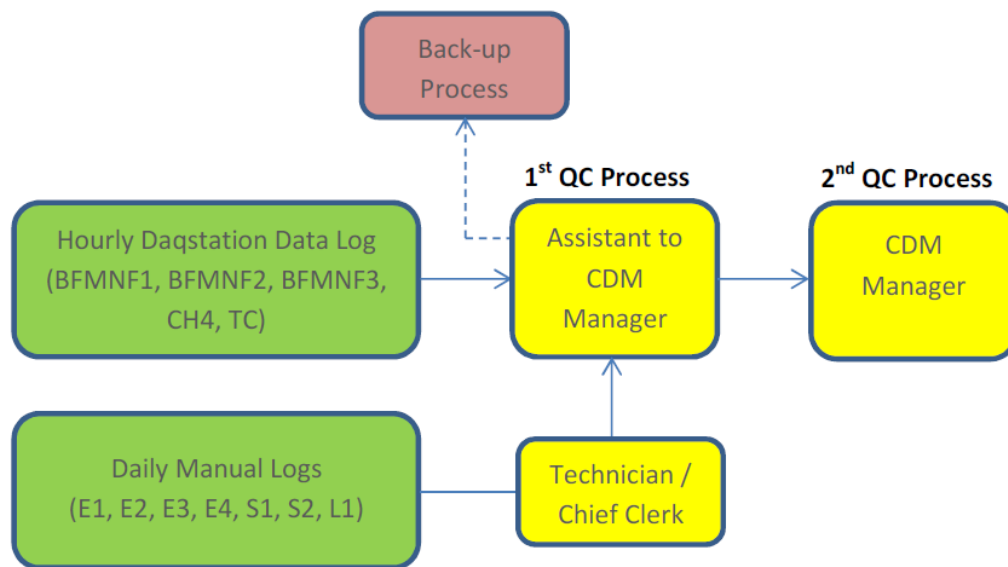 Back-up
Process
1st QC Process
2nd QC Process
Hourly Daqstation Data Log
(BFMNF1, BFMNF2, BFMNF3,
CH4, TC)
Assistant to
CDM
Manager
CDM
Manager
Daily Manual Logs
(E1, E2, E3, E4, S1, S2, L1)
Technician /
Chief Clerk